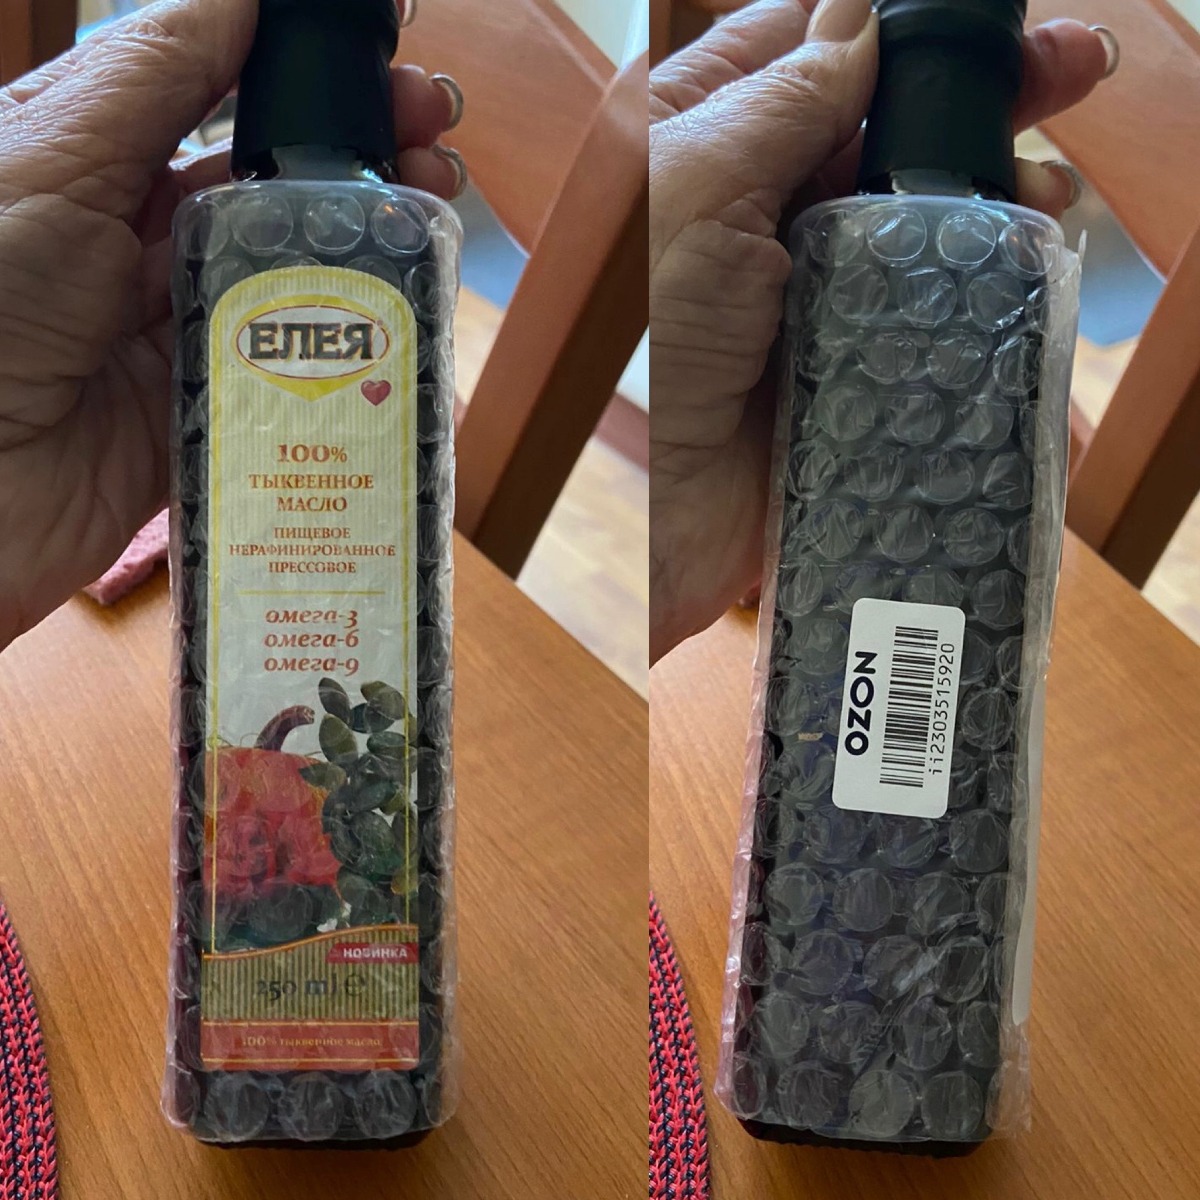 ЕЛЕЯ
100%
ТЫКВЕННОЕ
МАСЛО
ПИЩЕВОЕ
НЕРАФИНИРОВАННОЕ
ПРЕССОВОЕ
омега-3
омега-6
омега-9
НОВИНКА
250 ml e
100% тыквенное масло
OZON
ii2303515920